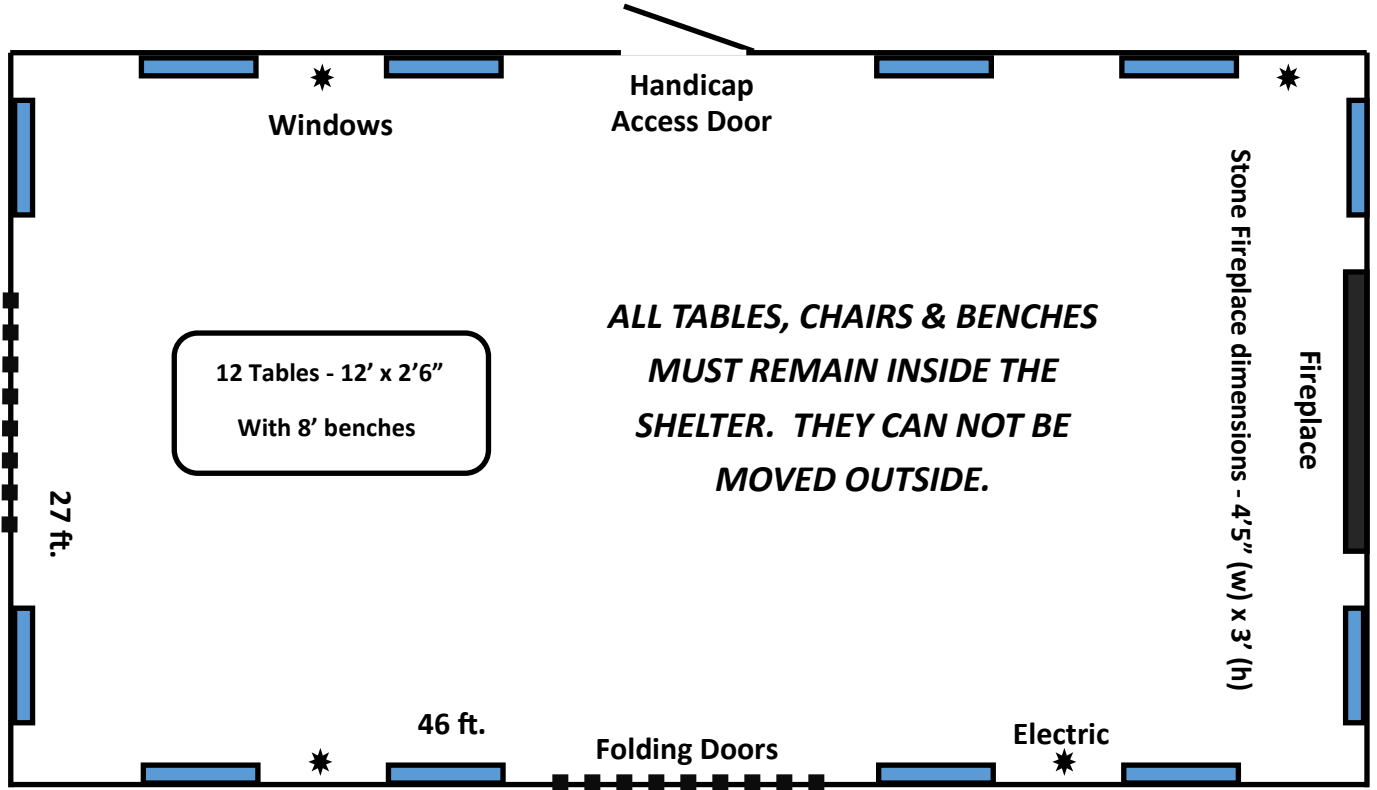 Handicap
Access Door
Windows
Stone Fireplace dimensions - 4’5” (w) x 3’ (h)
Fireplace
ALL TABLES, CHAIRS & BENCHES
MUST REMAIN INSIDE THE
SHELTER.  THEY CAN NOT BE
MOVED OUTSIDE.
12 Tables - 12’ x 2’6”
With 8’ benches
27 ft.
46 ft.
Folding Doors
Electric